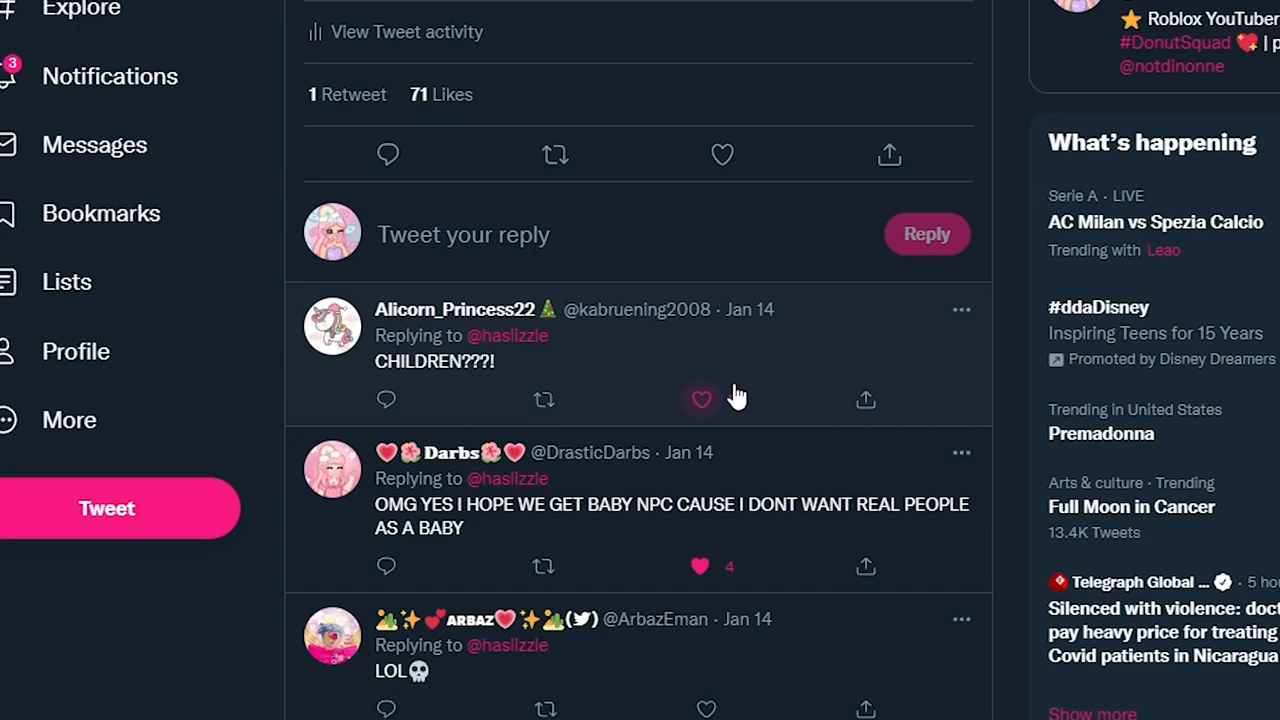 Explore
3
Notifications
Messages
Bookmarks
Lists
Profile
More
Tweet
View Tweet activity
1 Retweet 71 Likes
Tweet your reply
Reply
Alicorn_Princess22🎄 @kabruening2008 · Jan 14
Replying to @haslizzle
CHILDREN???!
❤️🌺Darbs🌺❤️ @DrasticDarbs · Jan 14
Replying to @haslizzle
OMG YES I HOPE WE GET BABY NPC CAUSE I DONT WANT REAL PEOPLE
AS A BABY
4
🏜️✨💕ARBAZ💗✨🏜️(🐦) @ArbazEman · Jan 14
Replying to @haslizzle
LOL💀
⭐ Roblox YouTuber
#DonutSquad 💖 | p
@notdinonne
What's happening
Serie A · LIVE
AC Milan vs Spezia Calcio
Trending with Leao
#ddaDisney
Inspiring Teens for 15 Years
Promoted by Disney Dreamers
Trending in United States
Premadonna
Arts & culture · Trending
Full Moon in Cancer
13.4K Tweets
Telegraph Global ... · 5 hou
Silenced with violence: doct
pay heavy price for treating
Covid patients in Nicaragua
Show more